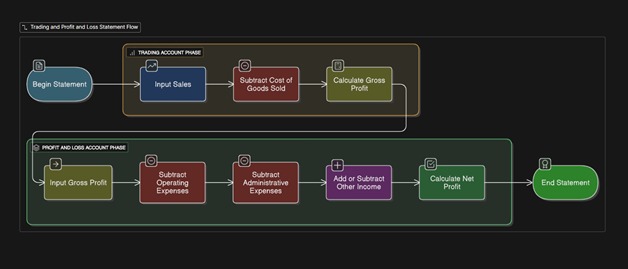 Trading and Profit and Loss Statement Flow
TRADING ACCOUNT PHASE
Begin Statement
Input Sales
Subtract Cost of
Goods Sold
Calculate Gross
Profit
PROFIT AND LOSS ACCOUNT PHASE
Input Gross Profit
Subtract
Operating
Expenses
Subtract
Administrative
Expenses
Add or Subtract
Other Income
Calculate Net
Profit
End Statement